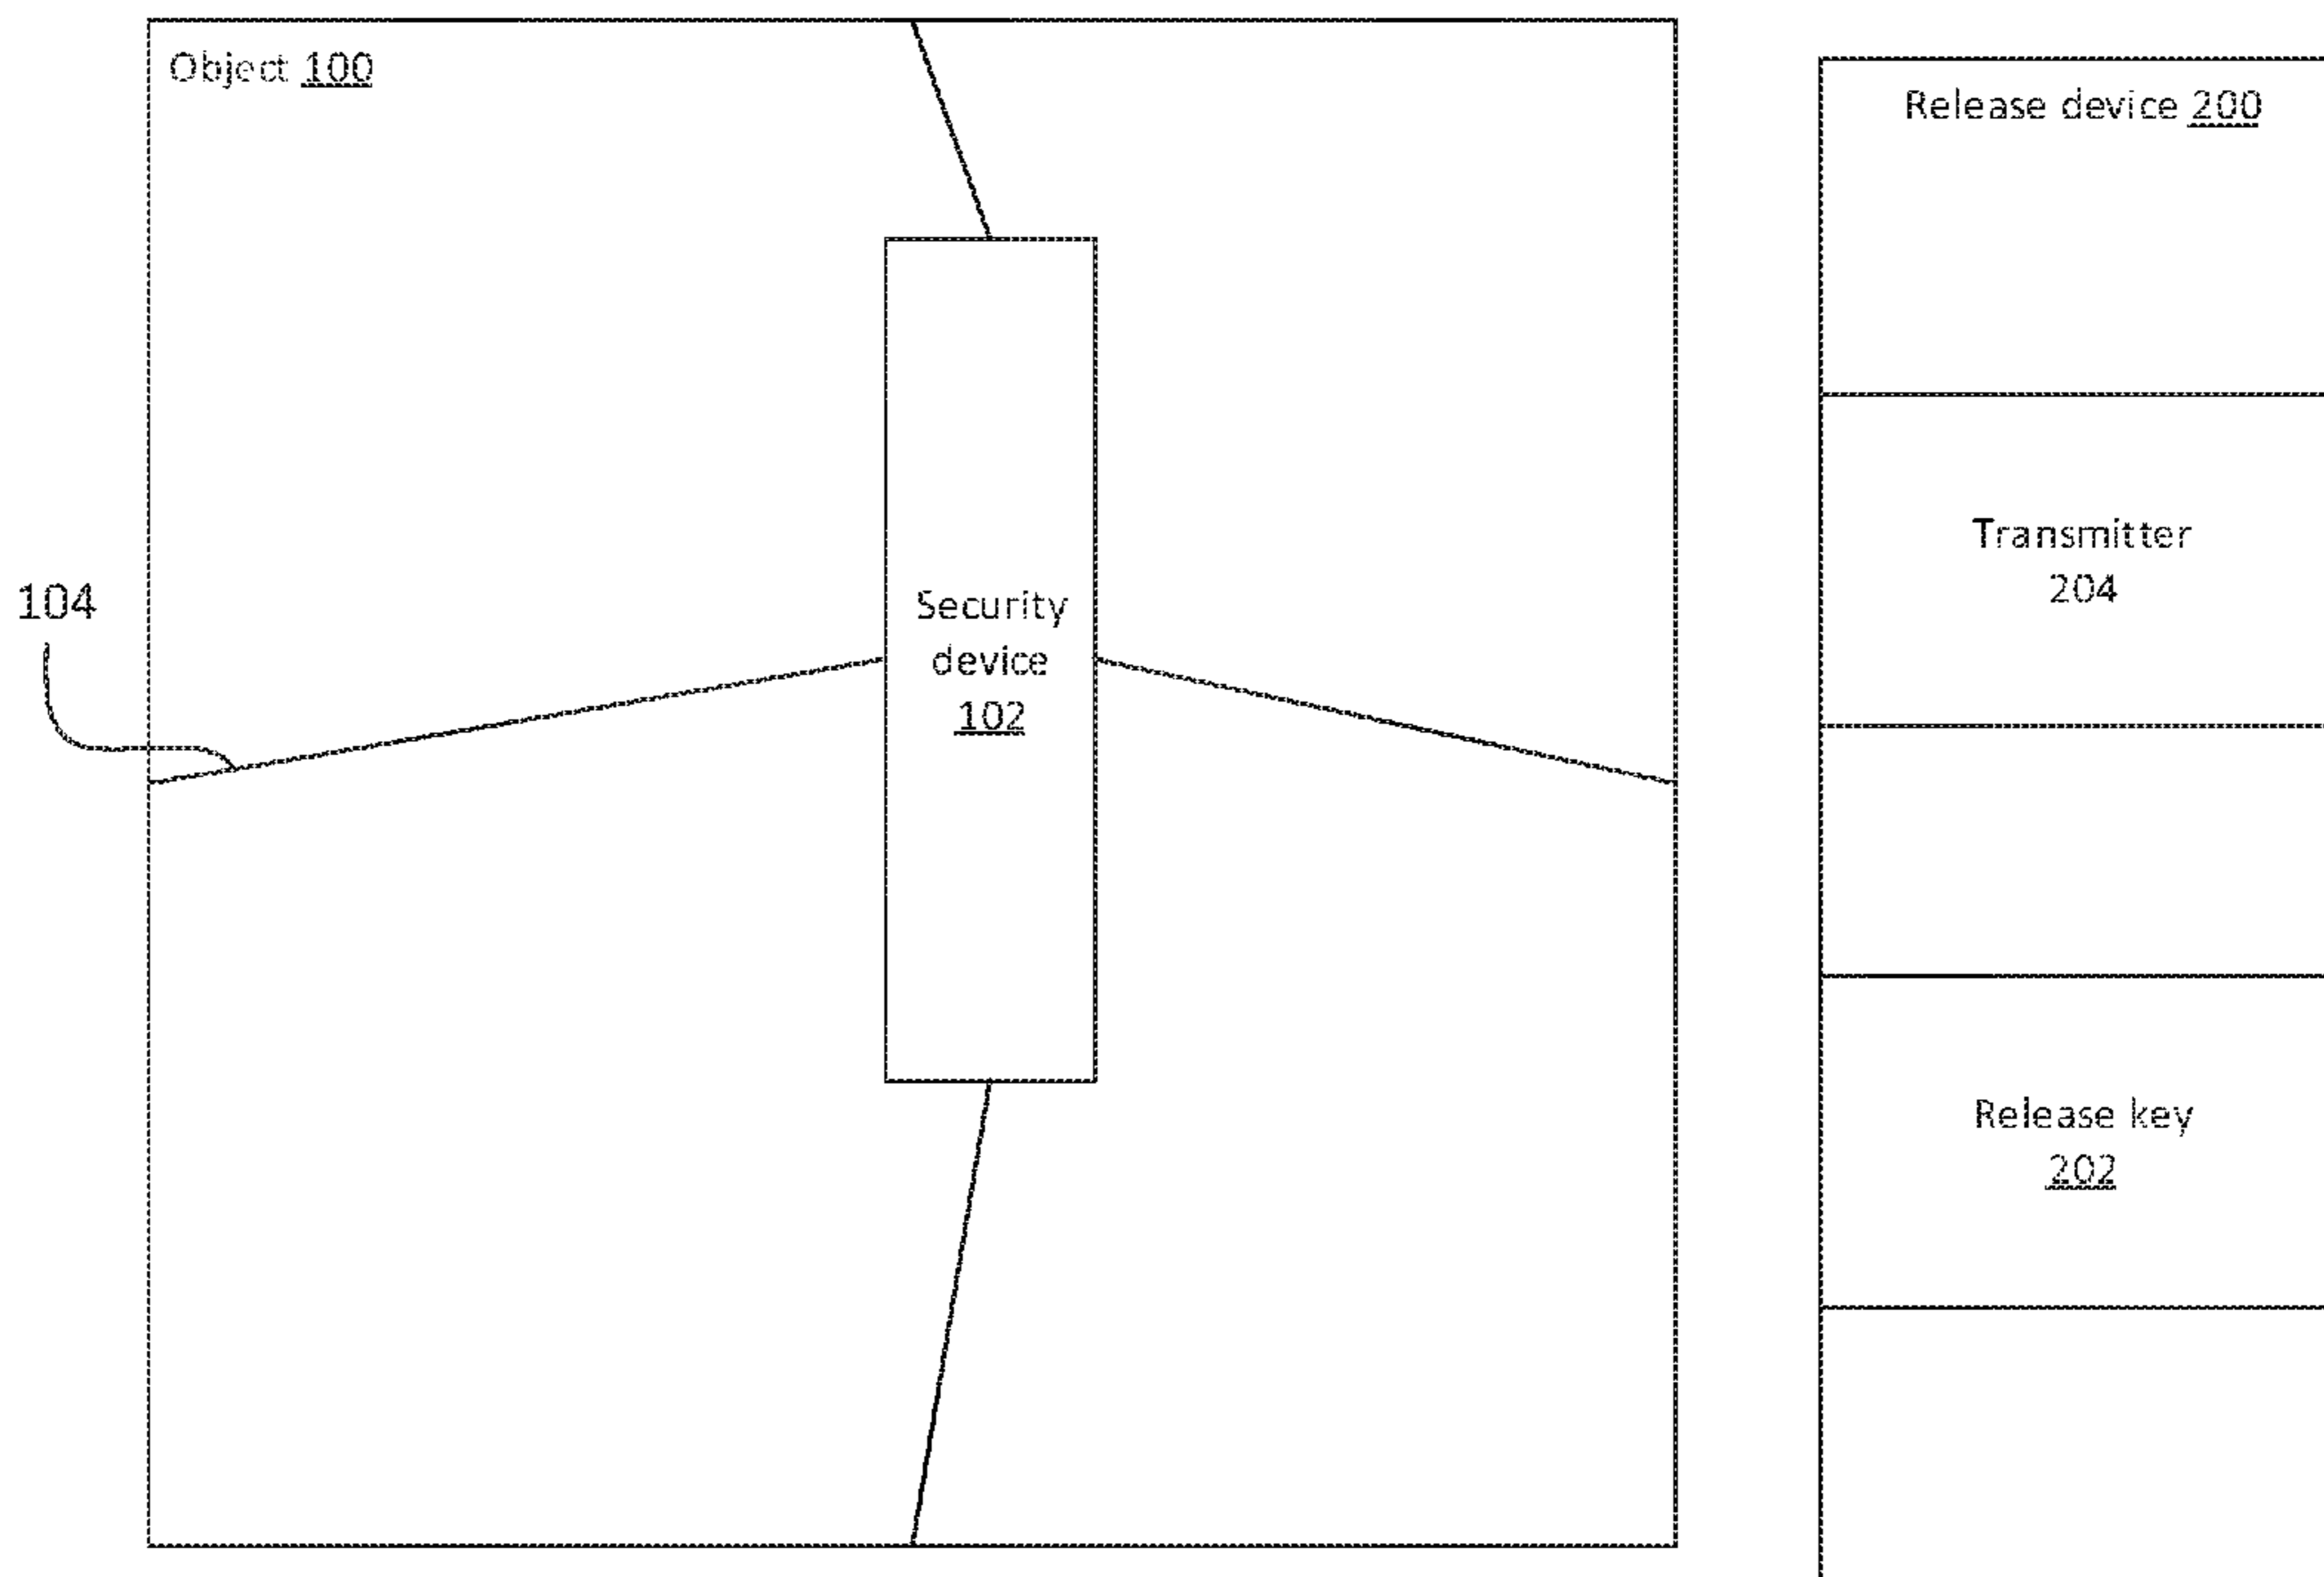 Object 100
Release device 200
Transmitter
204
104
Security
device
102
Release key
202